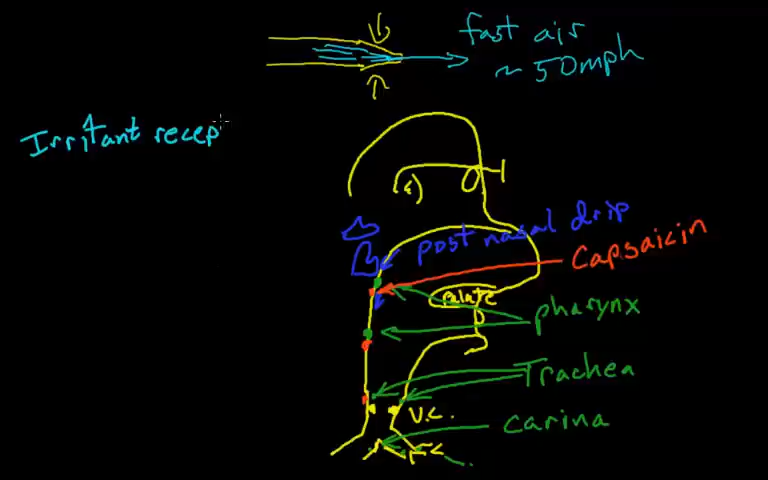 fast air
~ 50mph
Irritant recep
post nasal drip
Capsaicin
palate
pharynx
Trachea
V.C.
carina